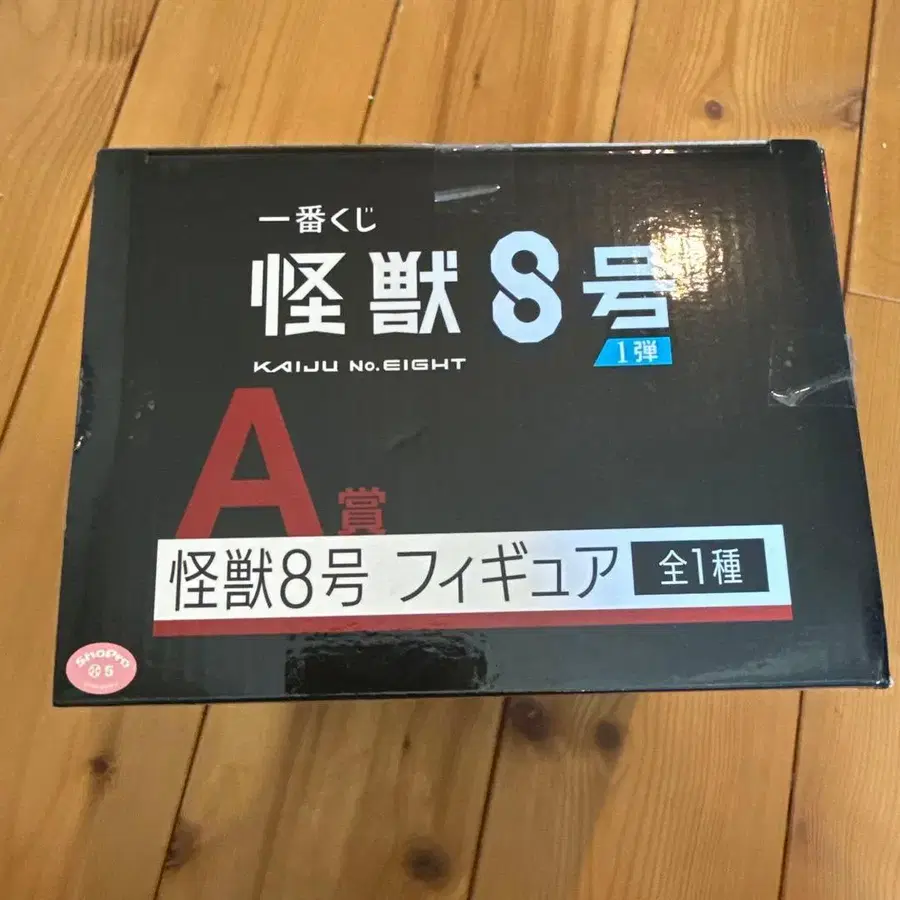 一番くじ
怪獣8号
1弾
KAIJU No.EIGHT
A賞
怪獣8号 フィギュア 全1種
ShoPro
5